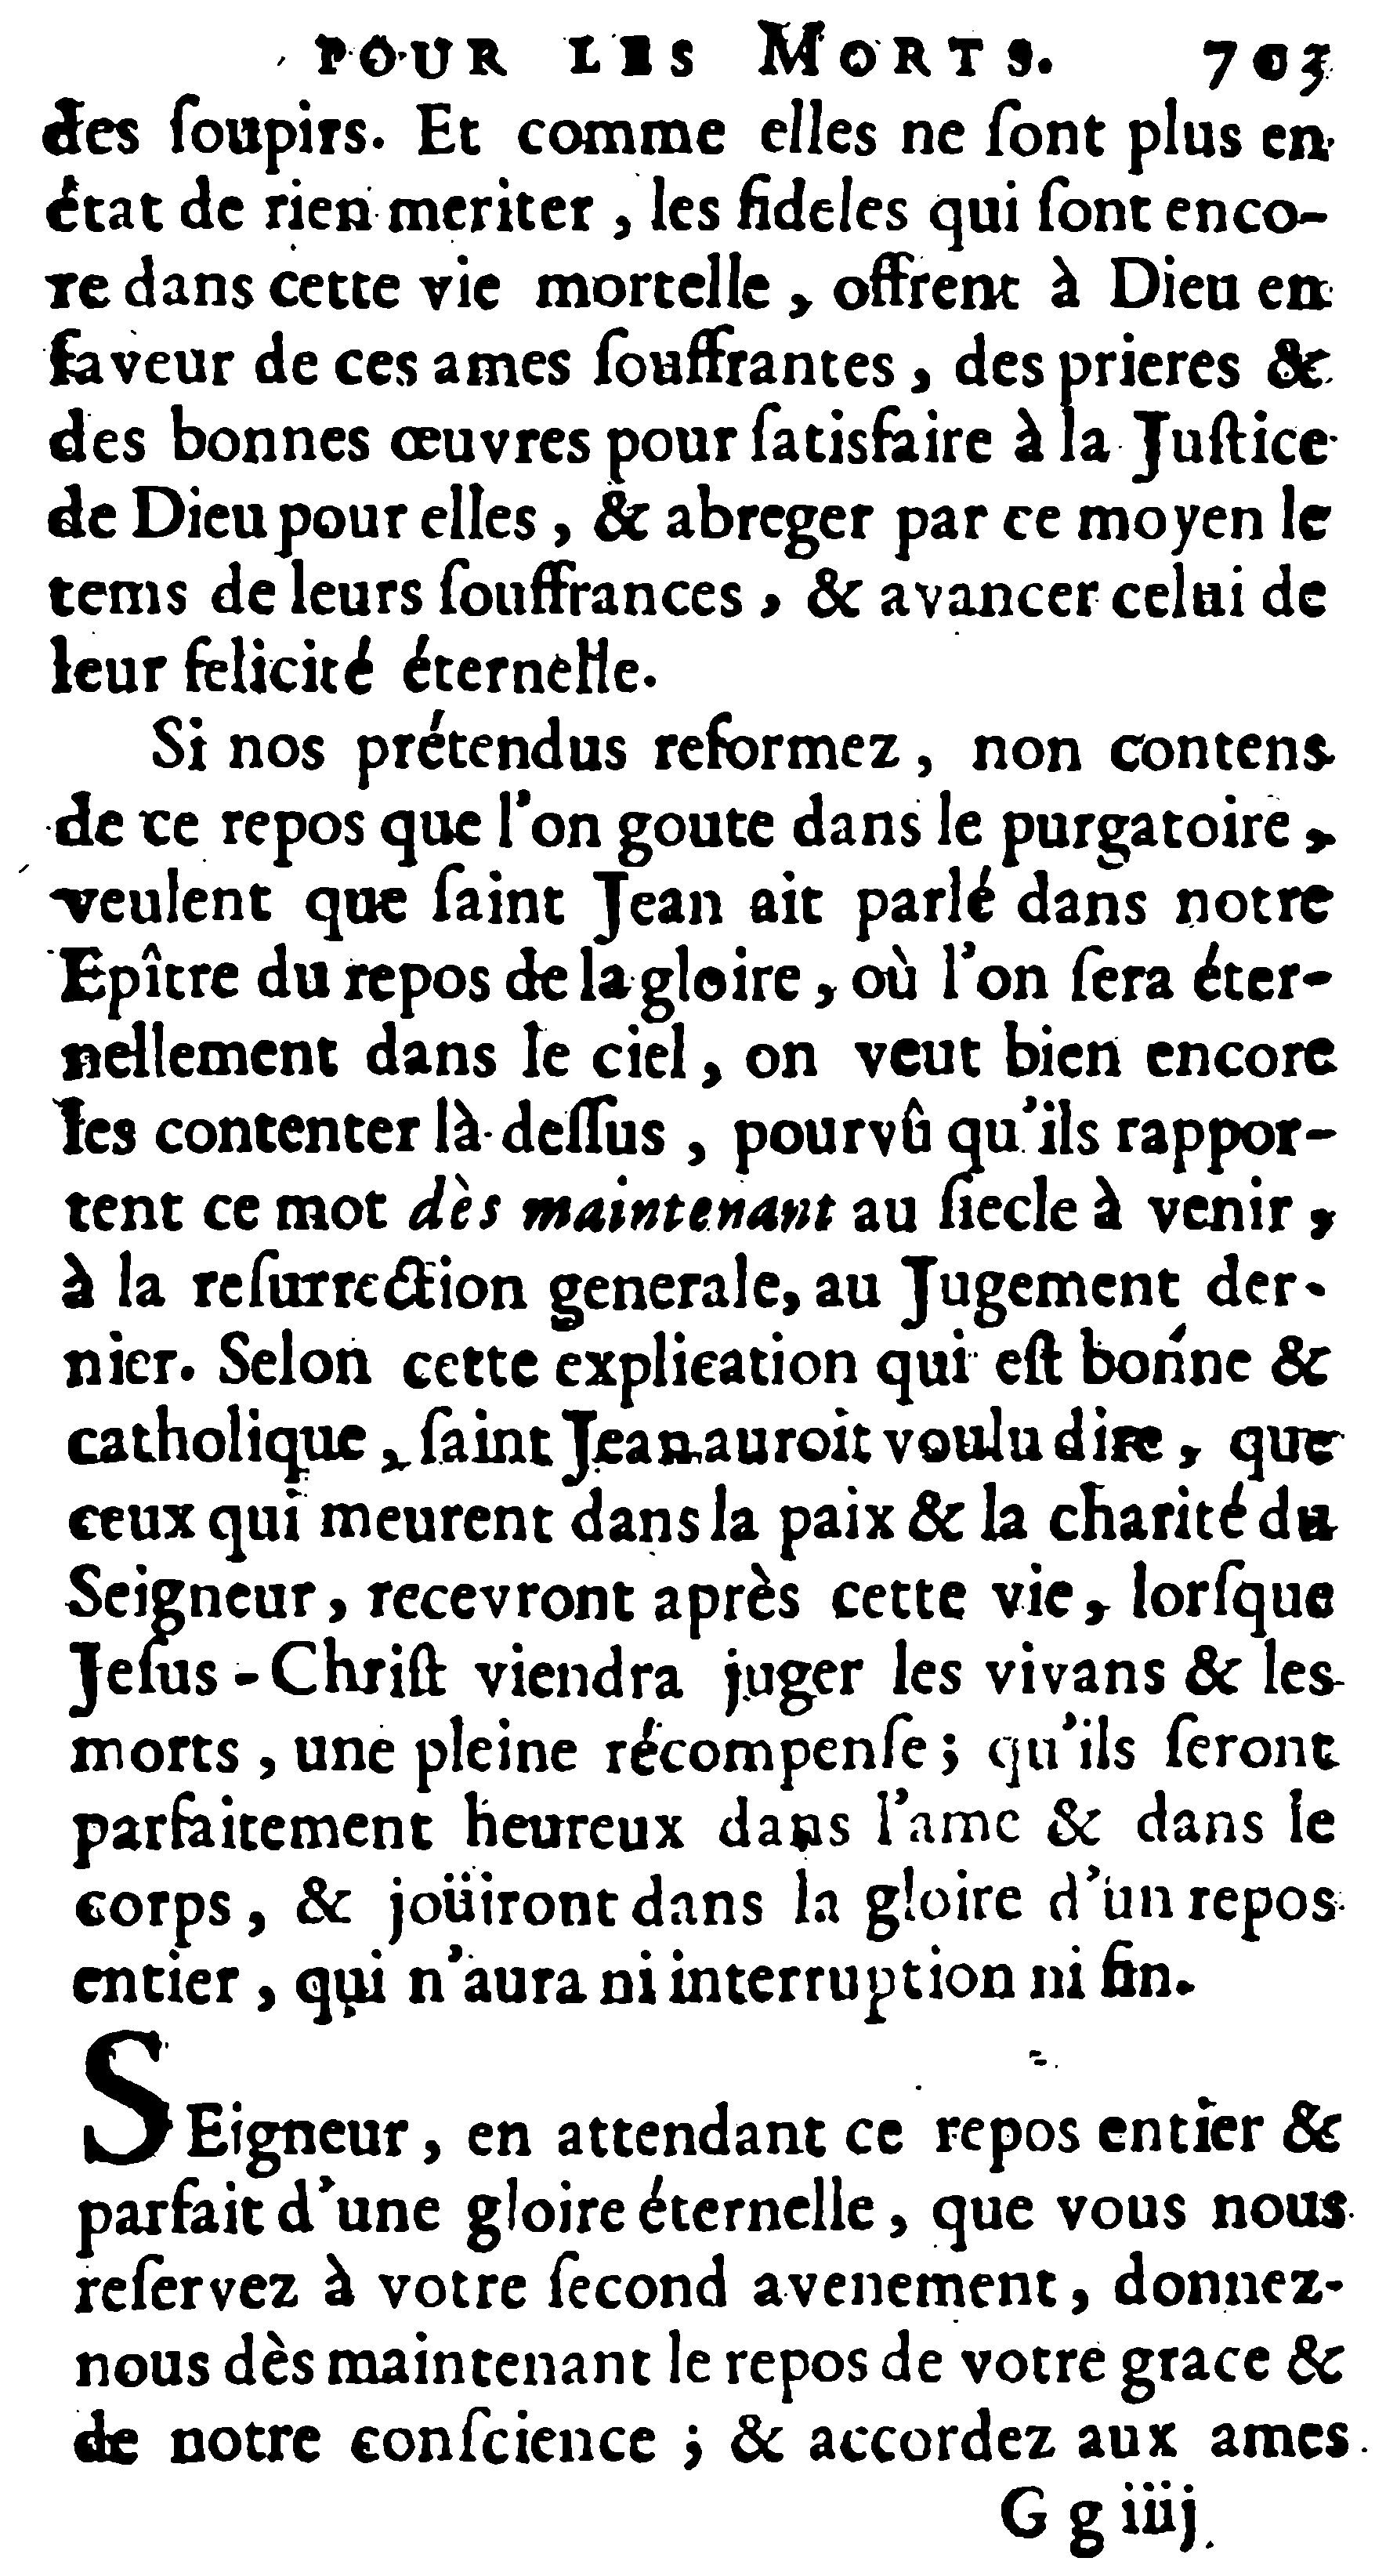 POUR LES MORTS. 703
des ſoupirs. Et comme elles ne ſont plus en
état de rien meriter, les fideles qui ſont enco-
re dans cette vie mortelle, offrent à Dieu en
faveur de ces ames ſouffrantes, des prieres &
des bonnes œuvres pour ſatisfaire à la Juſtice
de Dieu pour elles, & abreger par ce moyen le
tems de leurs ſouffrances, & avancer celui de
leur felicité éternelle.
Si nos prétendus reformez, non contens
de ce repos que l'on goute dans le purgatoire,
veulent que ſaint Jean ait parlé dans notre
Epître du repos de la gloire, où l'on ſera éter-
nellement dans le ciel, on veut bien encore
les contenter là-deſſus, pourvû qu'ils rappor-
tent ce mot dès maintenant au ſiecle à venir,
à la reſurrection generale, au Jugement der-
nier. Selon cette explication qui eſt bonne &
catholique, ſaint Jean auroit voulu dire, que
ceux qui meurent dans la paix & la charité du
Seigneur, recevront après cette vie, lorſque
Jeſus-Chriſt viendra juger les vivans & les
morts, une pleine récompenſe; qu'ils ſeront
parfaitement heureux dans l'ame & dans le
corps, & joüiront dans la gloire d'un repos
entier, qui n'aura ni interruption ni fin.
SEigneur, en attendant ce repos entier &
parfait d'une gloire éternelle, que vous nous
reſervez à votre ſecond avenement, donnez-
nous dès maintenant le repos de votre grace &
de notre conſcience; & accordez aux ames
G g iiij